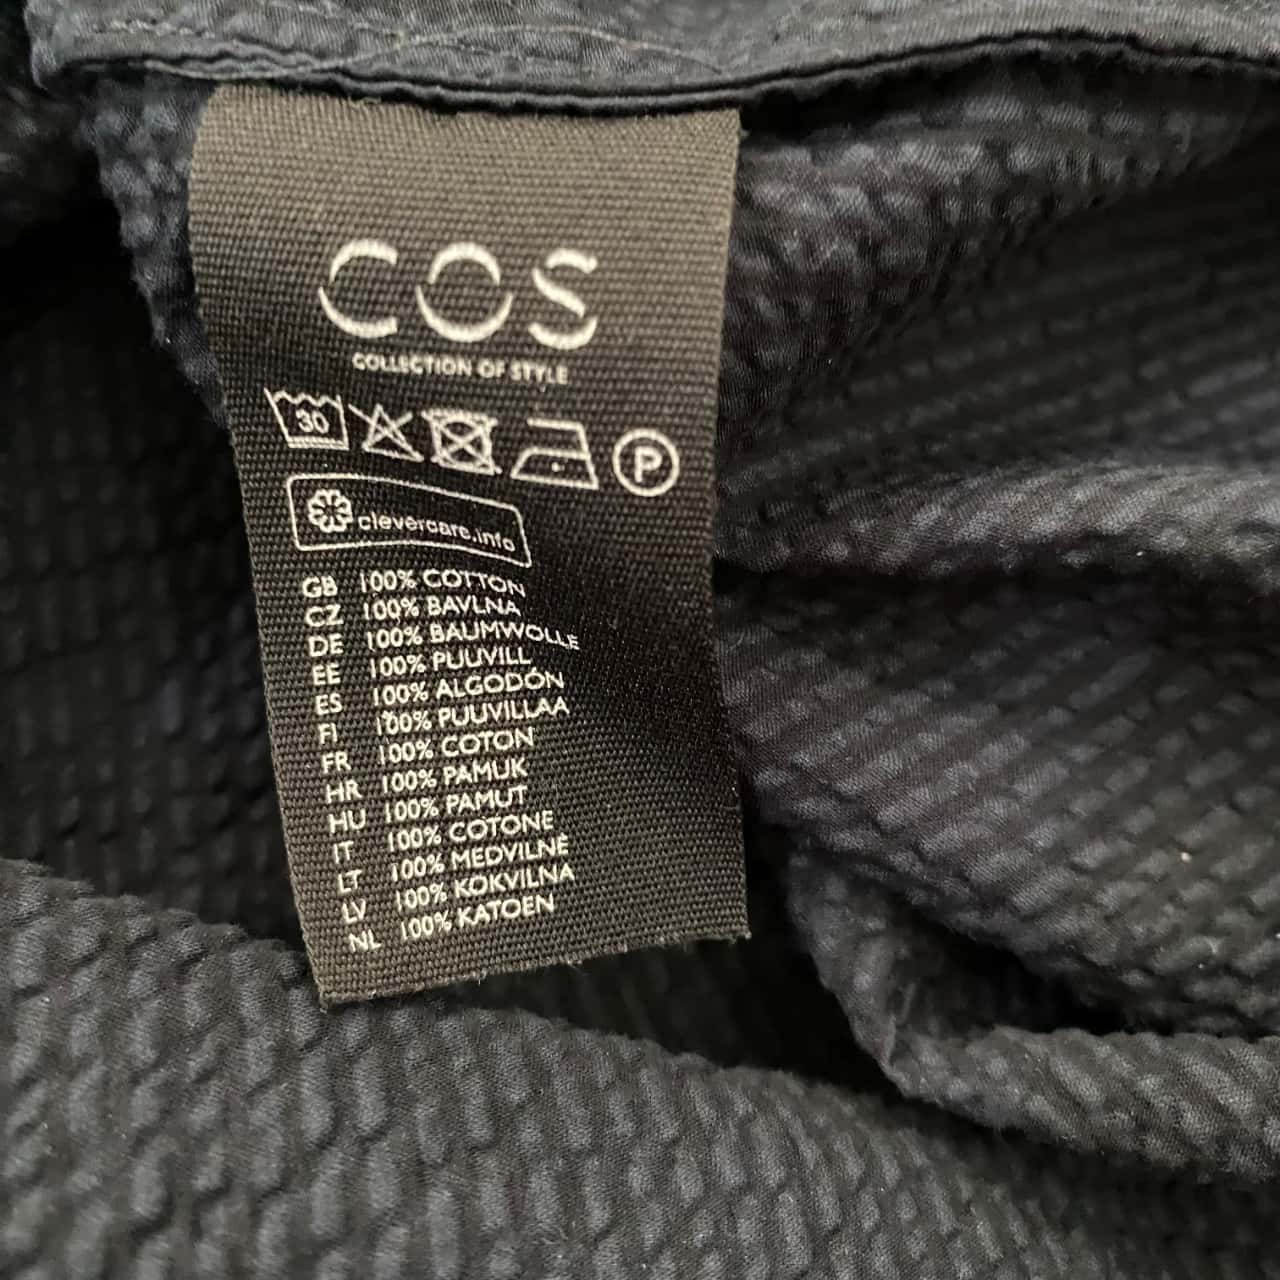 COS
COLLECTION OF STYLE
30 P
clevercare.info
GB 100% COTTON
CZ 100% BAVLNA
DE 100% BAUMWOLLE
EE 100% PUUVILL
ES 100% ALGODÓN
FI 100% PUUVILLAA
FR 100% COTON
HR 100% PAMUK
HU 100% PAMUT
IT 100% COTONE
LT 100% MEDVILNĖ
LV 100% KOKVILNA
NL 100% KATOEN